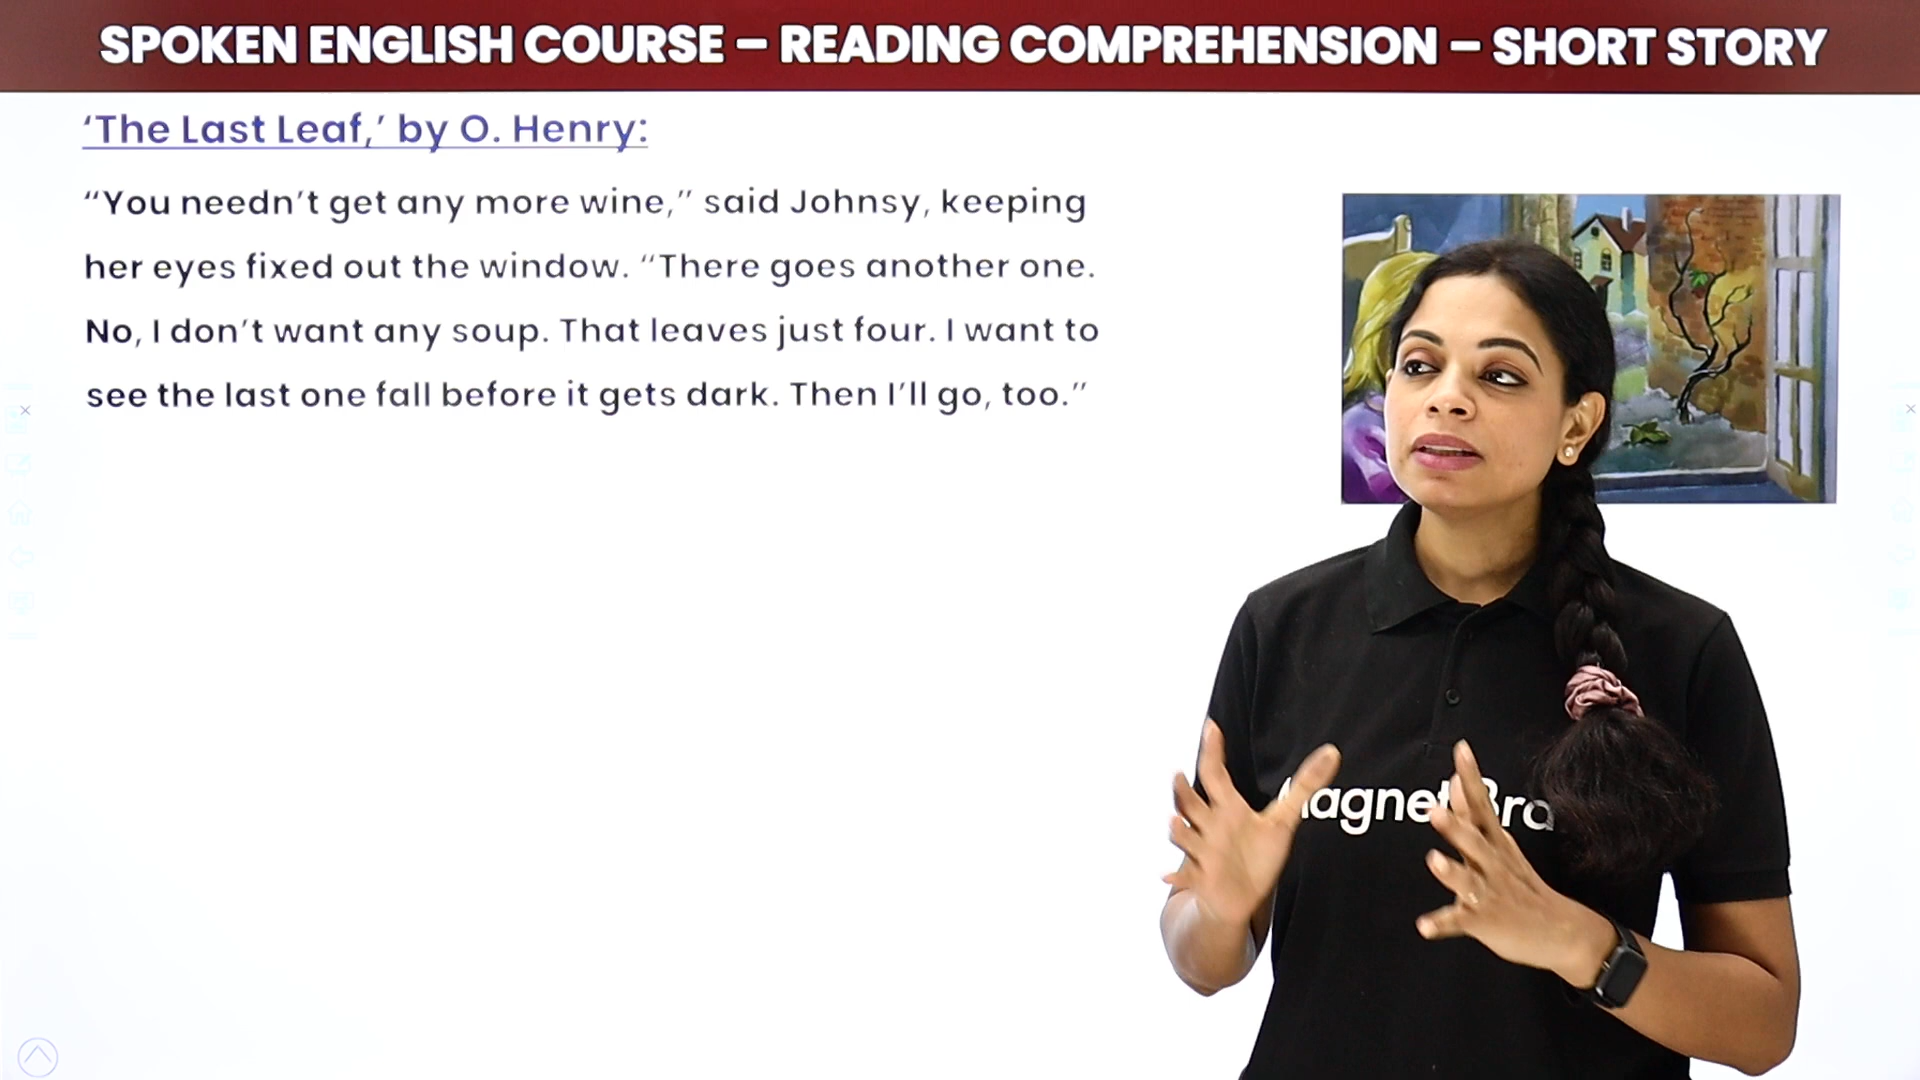 SPOKEN ENGLISH COURSE – READING COMPREHENSION – SHORT STORY
‘The Last Leaf,’ by O. Henry:
“You needn’t get any more wine,” said Johnsy, keeping
her eyes fixed out the window. “There goes another one.
No, I don’t want any soup. That leaves just four. I want to
see the last one fall before it gets dark. Then I’ll go, too.”